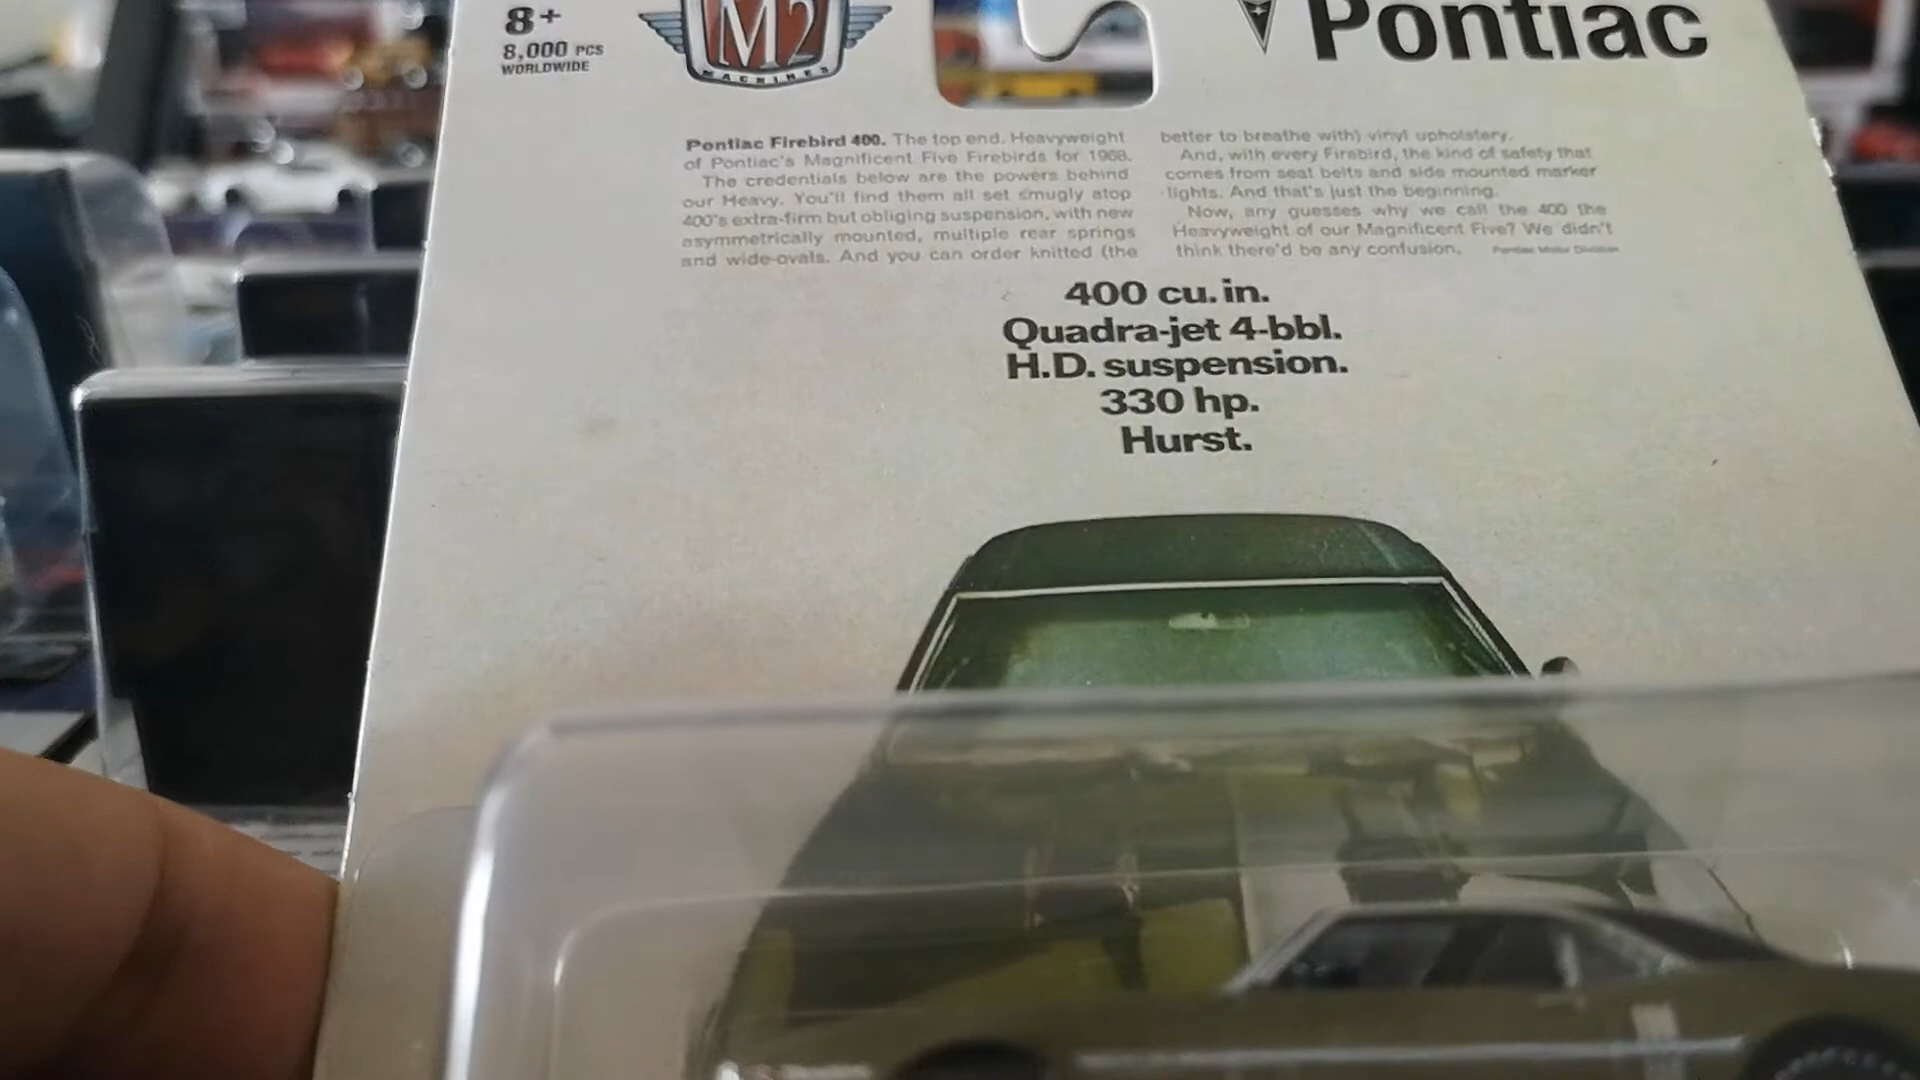 8+
8,000 PCS
WORLDWIDE
M2
MACHINES
Pontiac
Pontiac Firebird 400. The top end. Heavyweight
of Pontiac's Magnificent Five Firebirds for 1968.
The credentials below are the powers behind
our Heavy. You'll find them all set smugly atop
400's extra-firm but obliging suspension, with new
asymmetrically mounted, multiple rear springs
and wide-ovals. And you can order knitted (the
better to breathe with) vinyl upholstery.
And, with every Firebird, the kind of safety that
comes from seat belts and side mounted marker
lights. And that's just the beginning.
Now, any guesses why we call the 400 the
Heavyweight of our Magnificent Five? We didn't
think there'd be any confusion. Pontiac Motor Division
400 cu. in.
Quadra-jet 4-bbl.
H.D. suspension.
330 hp.
Hurst.